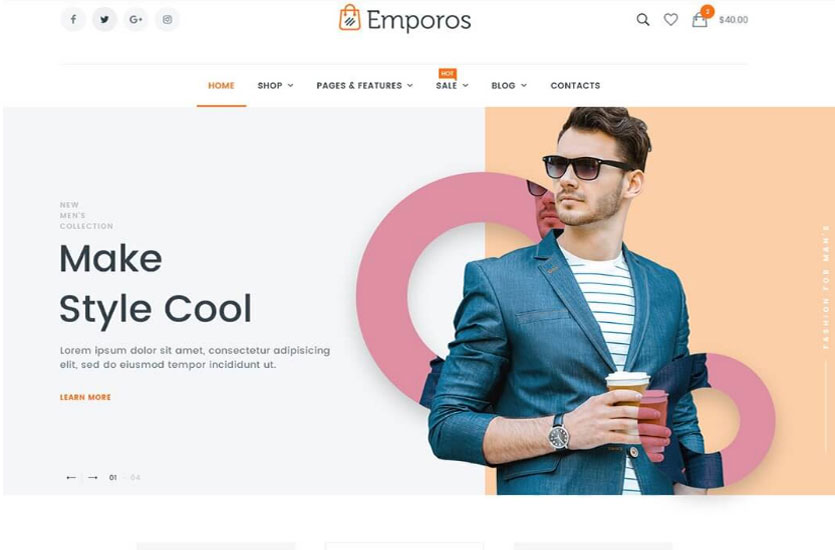 Emporos
2
$40.00
HOT
HOME SHOP PAGES & FEATURES SALE BLOG CONTACTS
NEW
MEN'S
COLLECTION
Make
Style Cool
Lorem ipsum dolor sit amet, consectetur adipisicing
elit, sed do eiusmod tempor incididunt ut.
LEARN MORE
01 - 04
FASHION FOR MAN'S